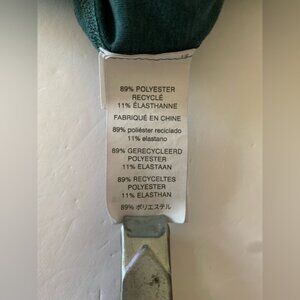 89% POLYESTER
RECYCLÉ
11% ÉLASTHANNE
FABRIQUÉ EN CHINE
89% poliéster reciclado
11% elastano
89% GERECYCLEERD
POLYESTER
11% ELASTAAN
89% RECYCELTES
POLYESTER
11% ELASTHAN
89% ポリエステル